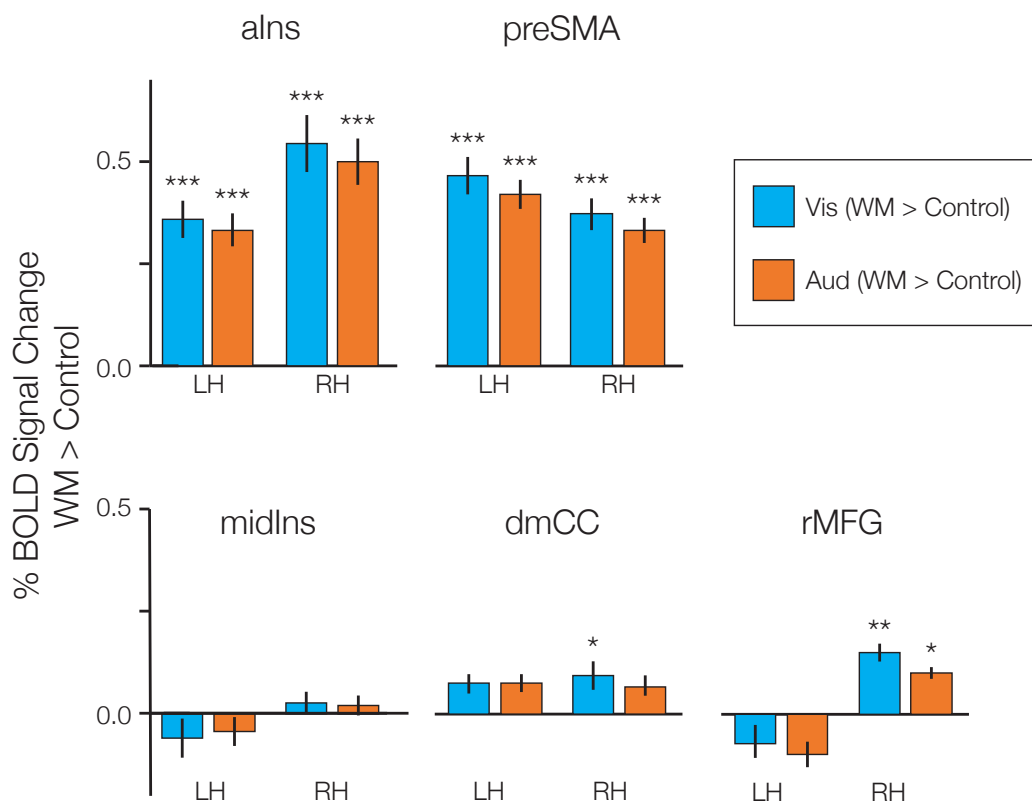 aIns preSMA
*** ***
*** ***
*** ***
*** ***
0.5
0.0
LH RH LH RH
Vis (WM > Control)
Aud (WM > Control)
% BOLD Signal Change
WM > Control
0.5
midIns dmCC rMFG
* ** *
0.0
LH RH LH RH LH RH